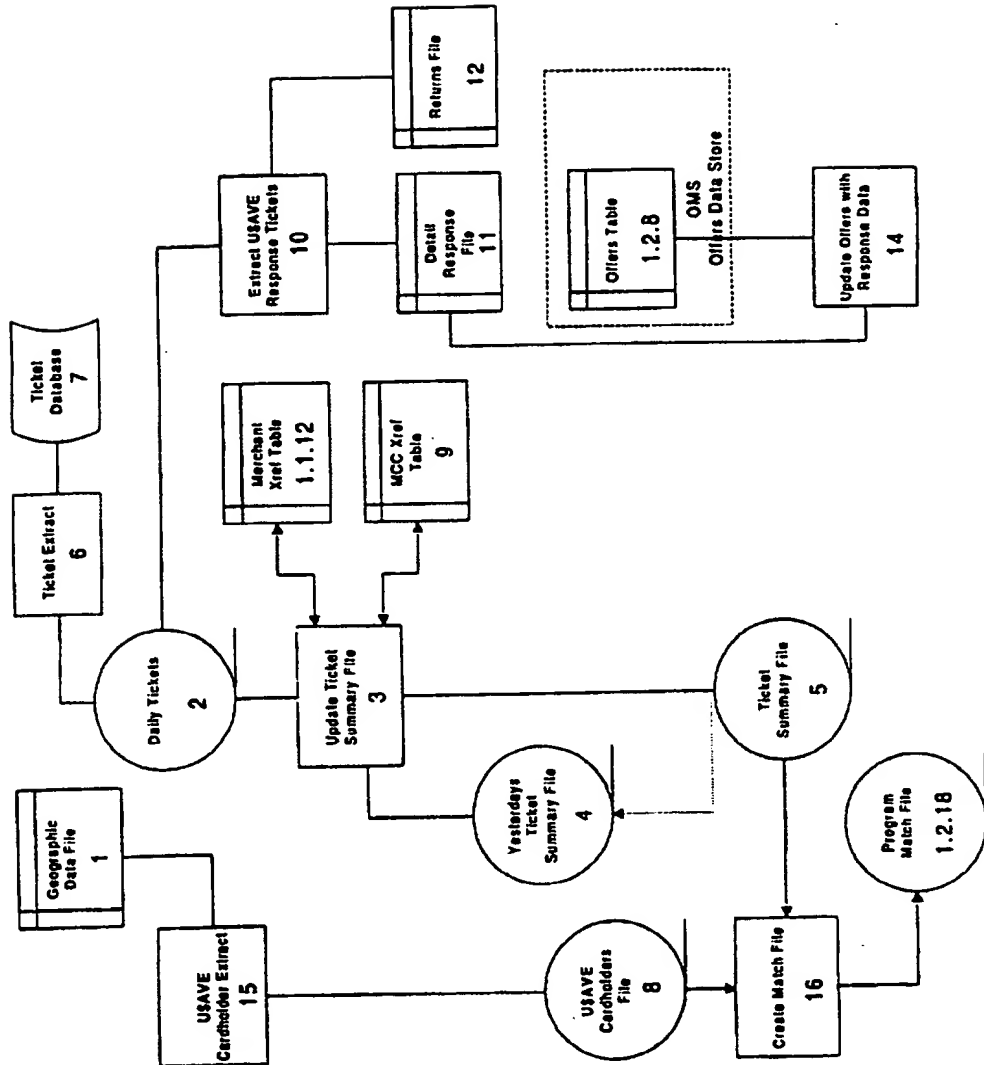 Ticket
Database
7
Ticket Extract
6
Daily Tickets
2
Geographic
Data File
1
Extract USAVE
Response Tickets
10
Returns File
12
Merchant
Xref Table
1.1.12
Detail
Response
File
11
Update Ticket
Summary File
3
MCC Xref
Table
9
Offers Table
1.2.8
OMS
Offers Data Store
USAVE
Cardholder Extract
15
Yesterdays
Ticket
Summary File
4
Ticket
Summary File
5
Update Offers with
Response Data
14
USAVE
Cardholders
File
8
Create Match File
16
Program
Match File
1.2.18